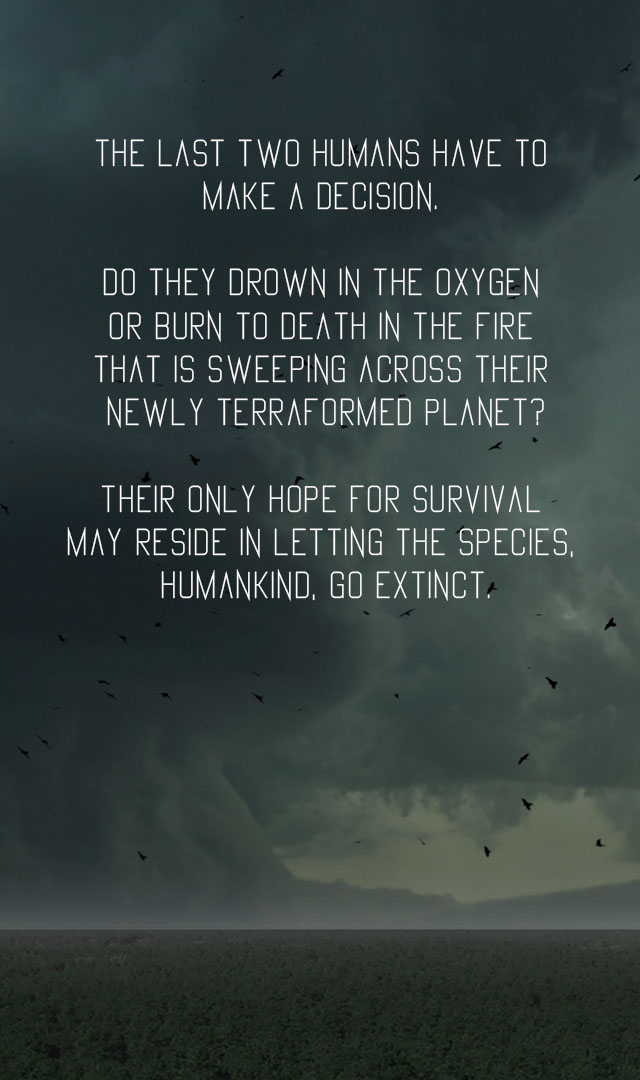 THE LAST TWO HUMANS HAVE TO
MAKE A DECISION.
DO THEY DROWN IN THE OXYGEN
OR BURN TO DEATH IN THE FIRE
THAT IS SWEEPING ACROSS THEIR
NEWLY TERRAFORMED PLANET?
THEIR ONLY HOPE FOR SURVIVAL
MAY RESIDE IN LETTING THE SPECIES,
HUMANKIND, GO EXTINCT.